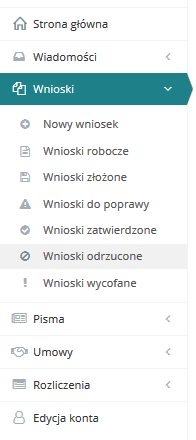 Strona główna
Wiadomości
Wnioski
Nowy wniosek
Wnioski robocze
Wnioski złożone
Wnioski do poprawy
Wnioski zatwierdzone
Wnioski odrzucone
Wnioski wycofane
Pisma
Umowy
Rozliczenia
Edycja konta